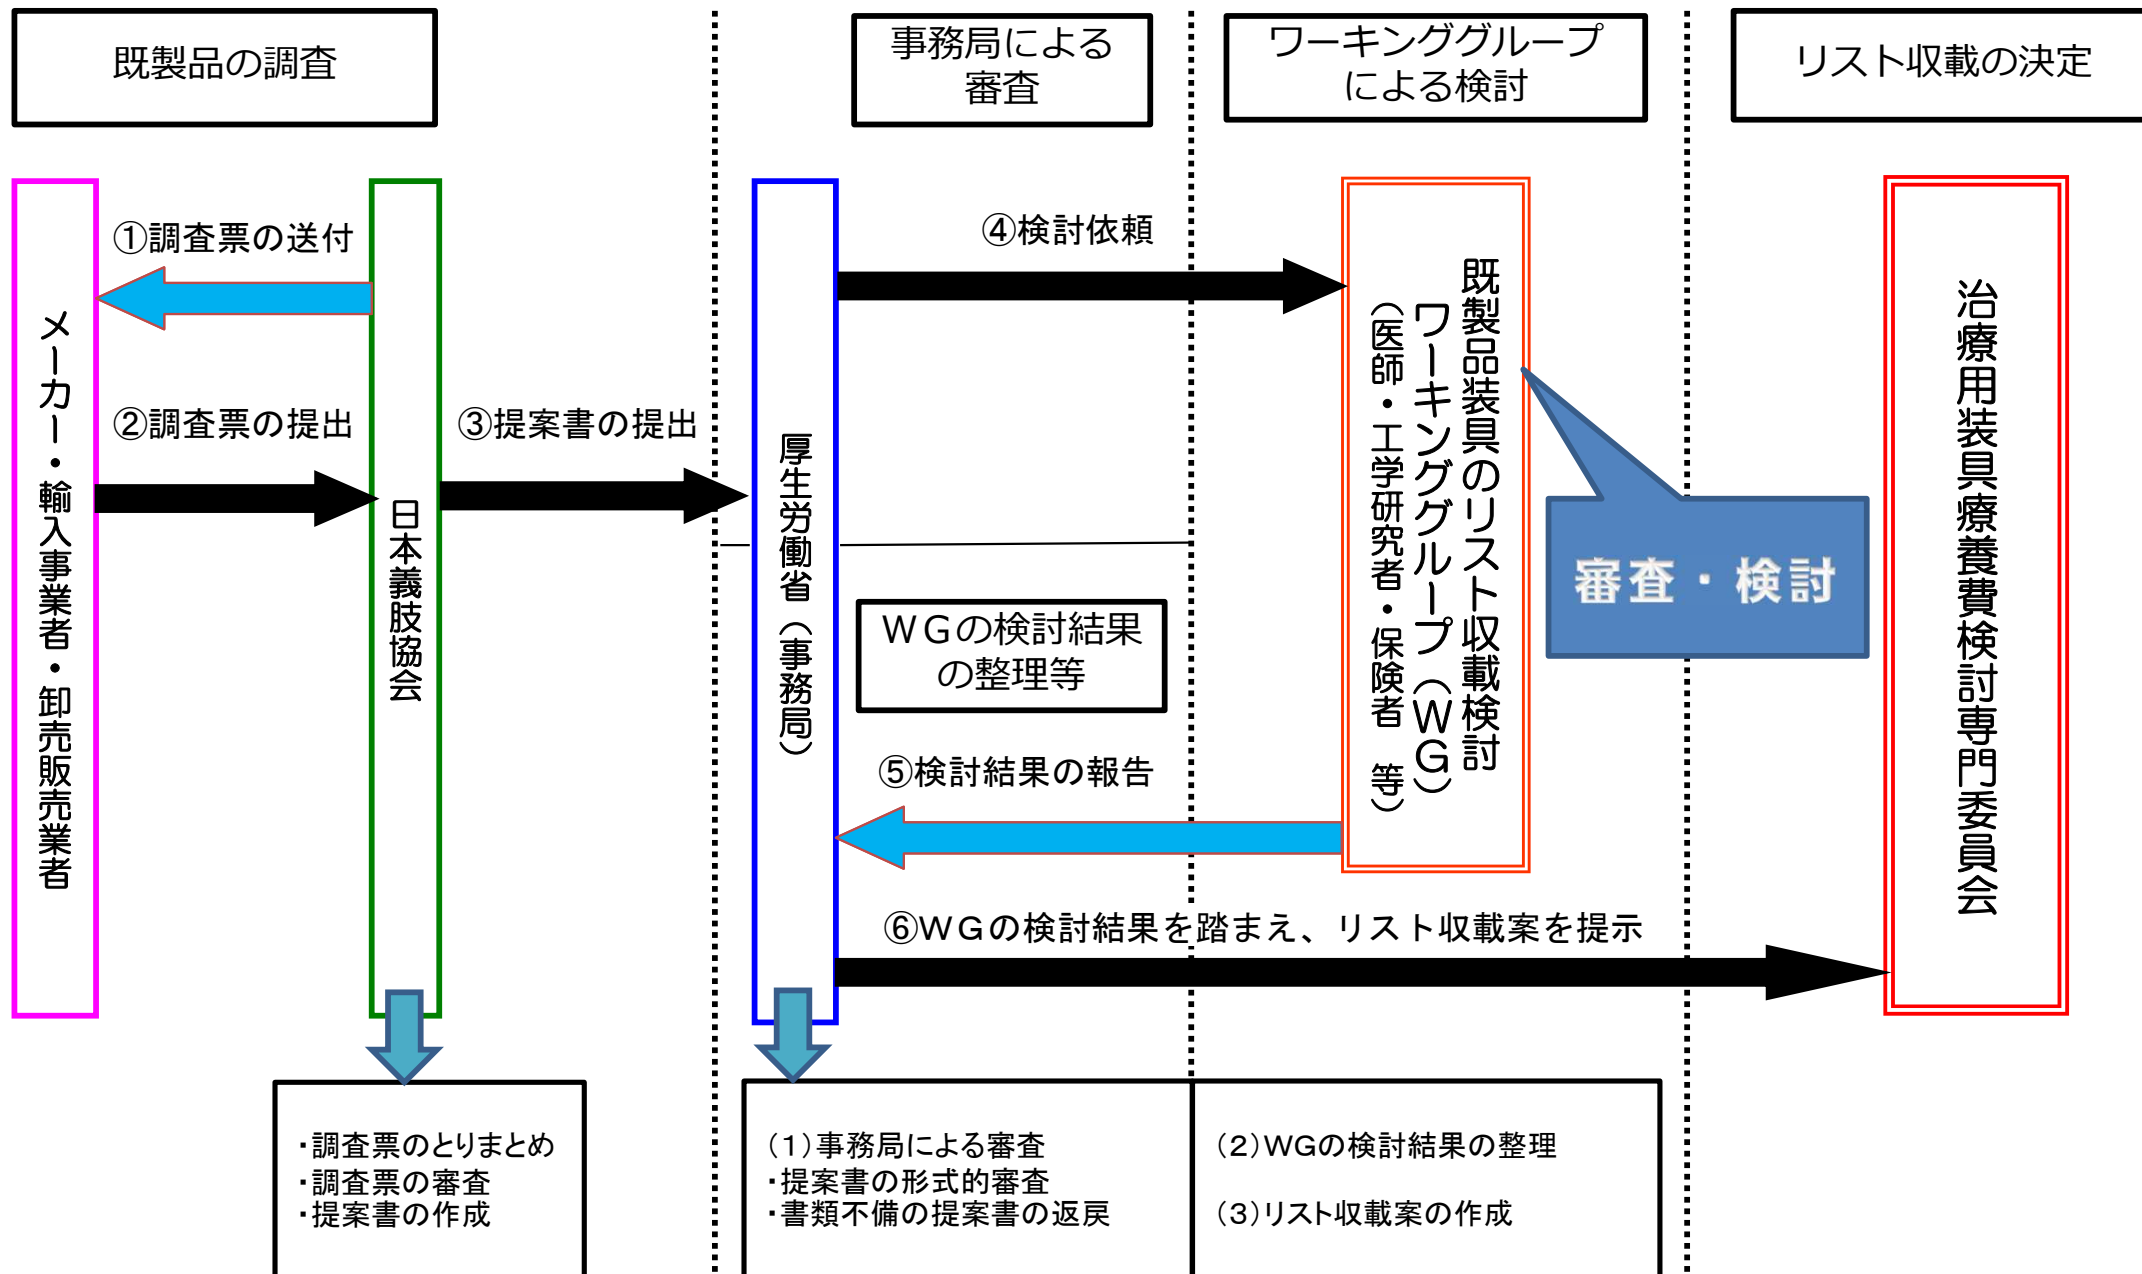 既製品の調査
事務局による
審査
ワーキンググループ
による検討
リスト収載の決定
メーカー・輸入事業者・卸売販売業者
①調査票の送付
②調査票の提出
日本義肢協会
③提案書の提出
厚生労働省（事務局）
④検討依頼
既製品装具のリスト収載検討
ワーキンググループ（ＷＧ）
（医師・工学研究者・保険者　等）
審査・検討
ＷＧの検討結果
の整理等
⑤検討結果の報告
⑥ＷＧの検討結果を踏まえ、リスト収載案を提示
治療用装具療養費検討専門委員会
・調査票のとりまとめ
・調査票の審査
・提案書の作成
（１）事務局による審査
・提案書の形式的審査
・書類不備の提案書の返戻
（２）WGの検討結果の整理
（３）リスト収載案の作成